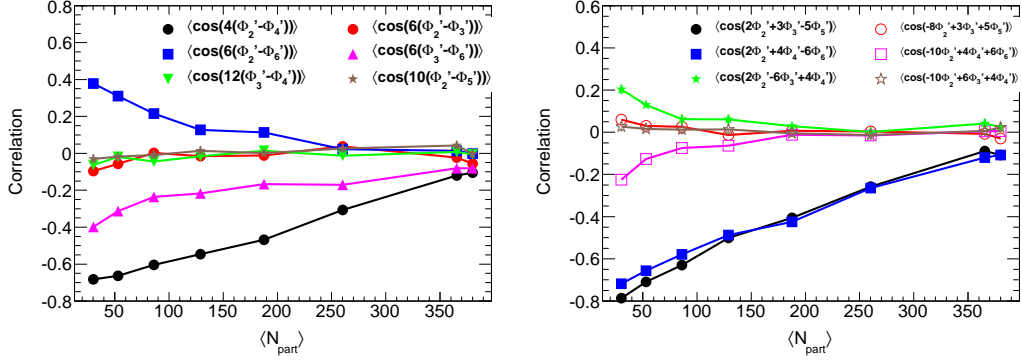 ⟨cos(4(Φ₂'-Φ₄'))⟩ ⟨cos(6(Φ₂'-Φ₃'))⟩
⟨cos(6(Φ₂'-Φ₆'))⟩ ⟨cos(6(Φ₃'-Φ₆'))⟩
⟨cos(12(Φ₃'-Φ₄'))⟩ ⟨cos(10(Φ₂'-Φ₅'))⟩
Correlation
0.8
0.6
0.4
0.2
0
-0.2
-0.4
-0.6
-0.8
50 100 150 200 250 300 350
⟨N_part⟩
⟨cos(2Φ₂'+3Φ₃'-5Φ₅')⟩ ⟨cos(-8Φ₂'+3Φ₃'+5Φ₅')⟩
⟨cos(2Φ₂'+4Φ₄'-6Φ₆')⟩ ⟨cos(-10Φ₂'+4Φ₄'+6Φ₆')⟩
⟨cos(2Φ₂'-6Φ₃'+4Φ₄')⟩ ⟨cos(-10Φ₂'+6Φ₃'+4Φ₄')⟩
Correlation
0.8
0.6
0.4
0.2
0
-0.2
-0.4
-0.6
-0.8
50 100 150 200 250 300 350
⟨N_part⟩